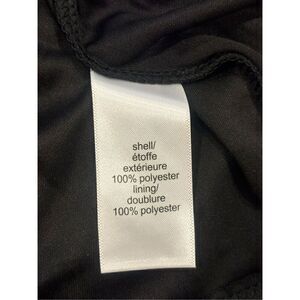 shell/
étoffe
extérieure
100% polyester
lining/
doublure
100% polyester